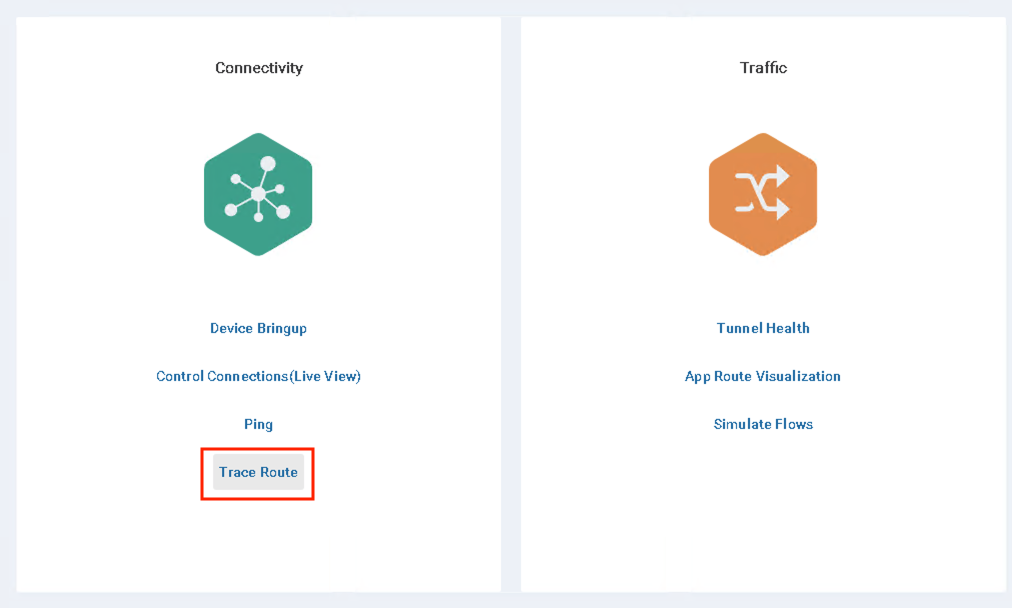 Connectivity
Device Bringup
Control Connections(Live View)
Ping
Trace Route
Traffic
Tunnel Health
App Route Visualization
Simulate Flows